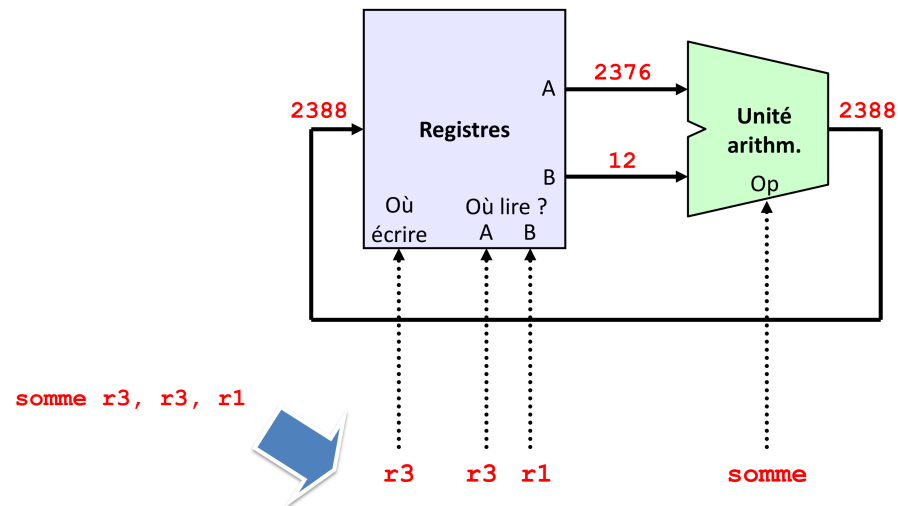 2376
A
2388
2388
Unité
arithm.
Registres
12
B
Op
Où
écrire
Où lire ?
A B
somme r3, r3, r1
r3
r3
r1
somme